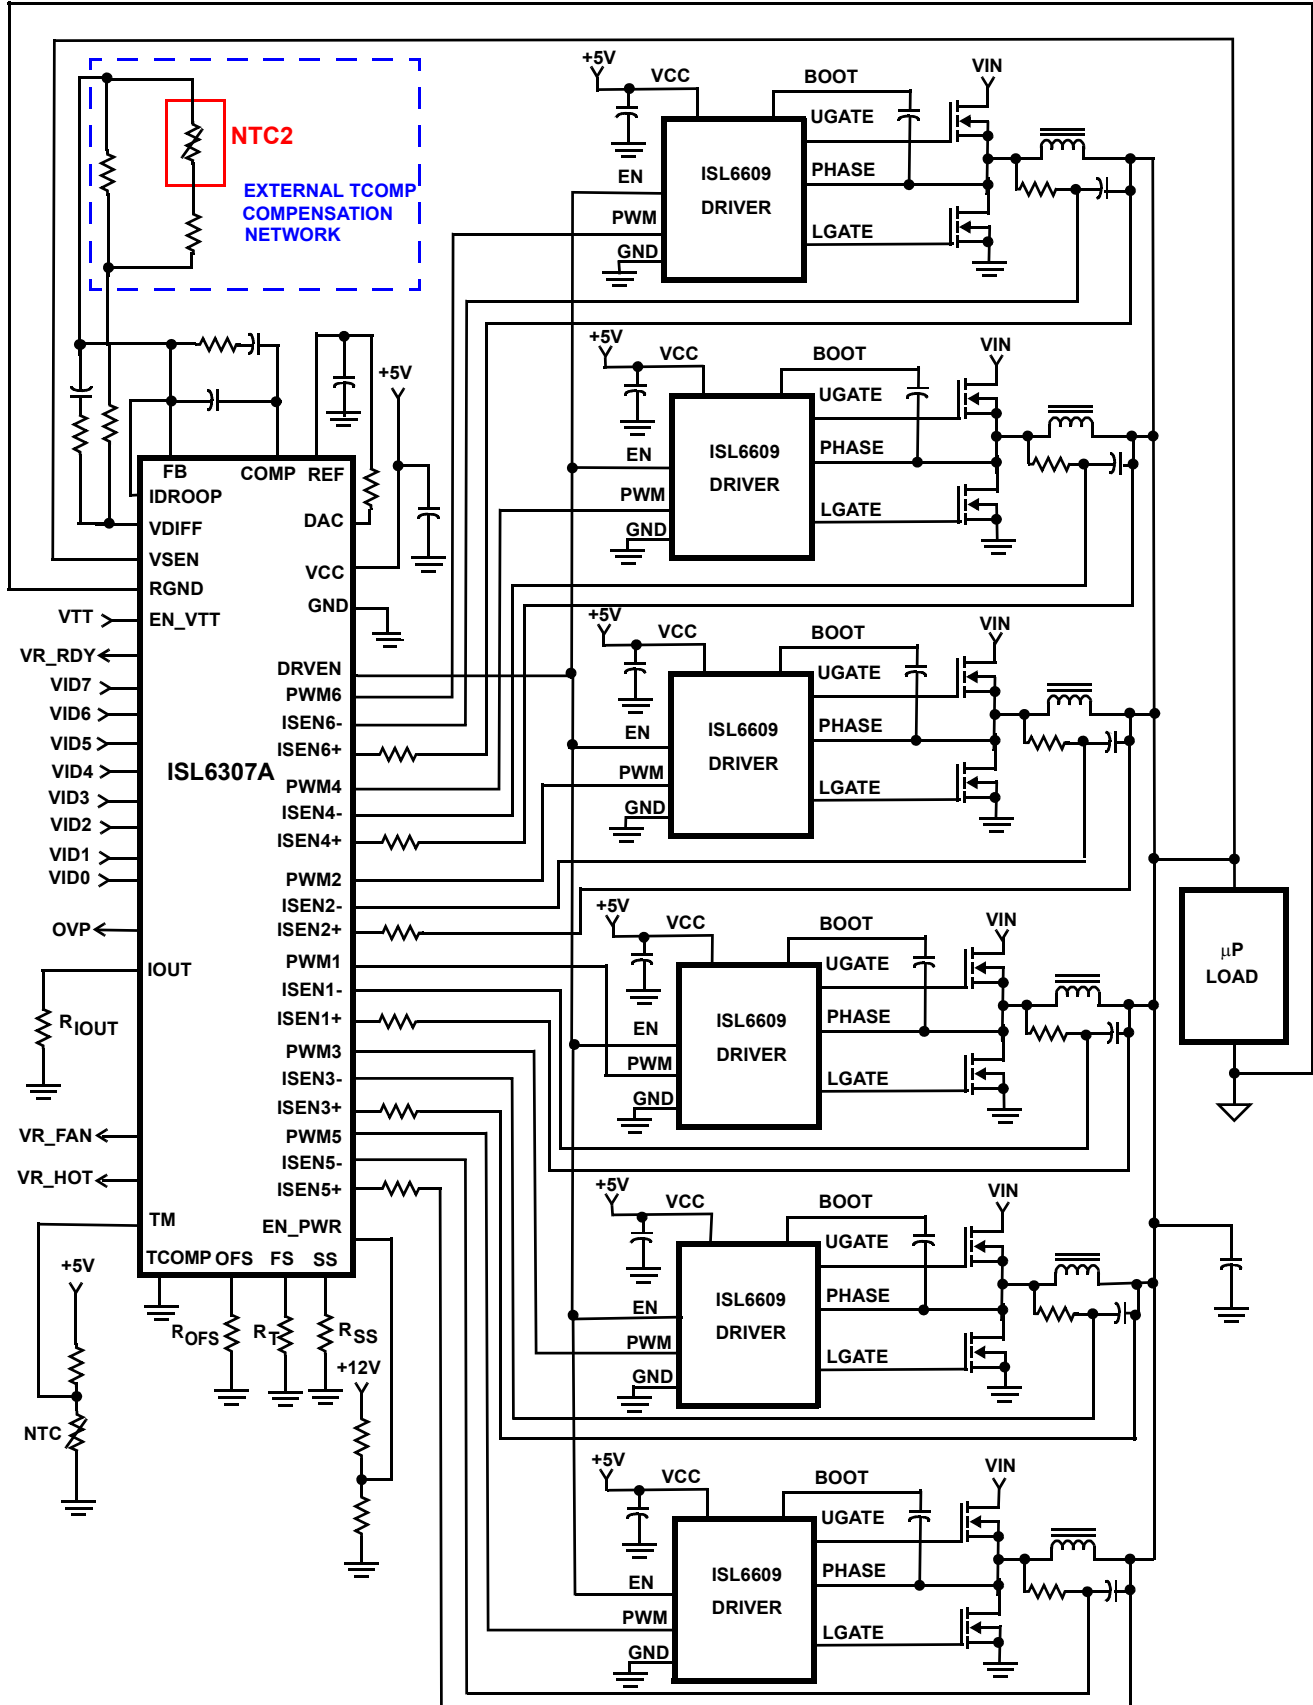 NTC2
EXTERNAL TCOMP
COMPENSATION
NETWORK
+5V
FB
COMP
REF
IDROOP
VDIFF
DAC
VSEN
VCC
RGND
GND
VTT
EN_VTT
VR_RDY
DRVEN
VID7
PWM6
VID6
ISEN6-
VID5
ISEN6+
VID4
ISL6307A
PWM4
VID3
ISEN4-
VID2
ISEN4+
VID1
VID0
PWM2
ISEN2-
OVP
ISEN2+
IOUT
PWM1
ISEN1-
RIOUT
ISEN1+
PWM3
ISEN3-
ISEN3+
VR_FAN
PWM5
ISEN5-
VR_HOT
ISEN5+
TM
EN_PWR
TCOMP
OFS
FS
SS
+5V
ROFS
RT
RSS
+12V
NTC
+5V
VCC
BOOT
VIN
UGATE
EN
ISL6609
DRIVER
PHASE
PWM
LGATE
GND
+5V
VCC
BOOT
VIN
UGATE
EN
ISL6609
DRIVER
PHASE
PWM
LGATE
GND
+5V
VCC
BOOT
VIN
UGATE
EN
ISL6609
DRIVER
PHASE
PWM
LGATE
GND
+5V
VCC
BOOT
VIN
UGATE
EN
ISL6609
DRIVER
PHASE
PWM
LGATE
GND
µP
LOAD
+5V
VCC
BOOT
VIN
UGATE
EN
ISL6609
DRIVER
PHASE
PWM
LGATE
GND
+5V
VCC
BOOT
VIN
UGATE
EN
ISL6609
DRIVER
PHASE
PWM
LGATE
GND